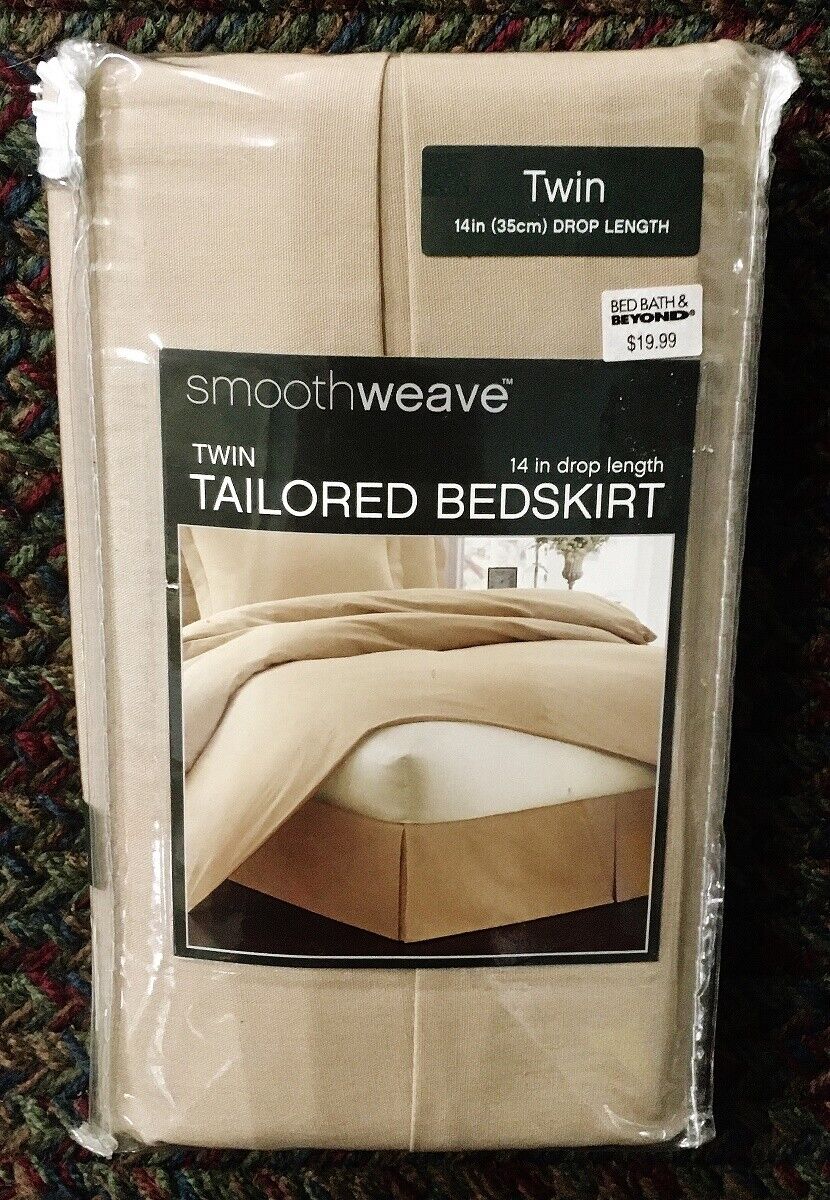 Twin
14in (35cm) DROP LENGTH
BED BATH &
BEYOND®
$19.99
smoothweave™
TWIN
14 in drop length
TAILORED BEDSKIRT